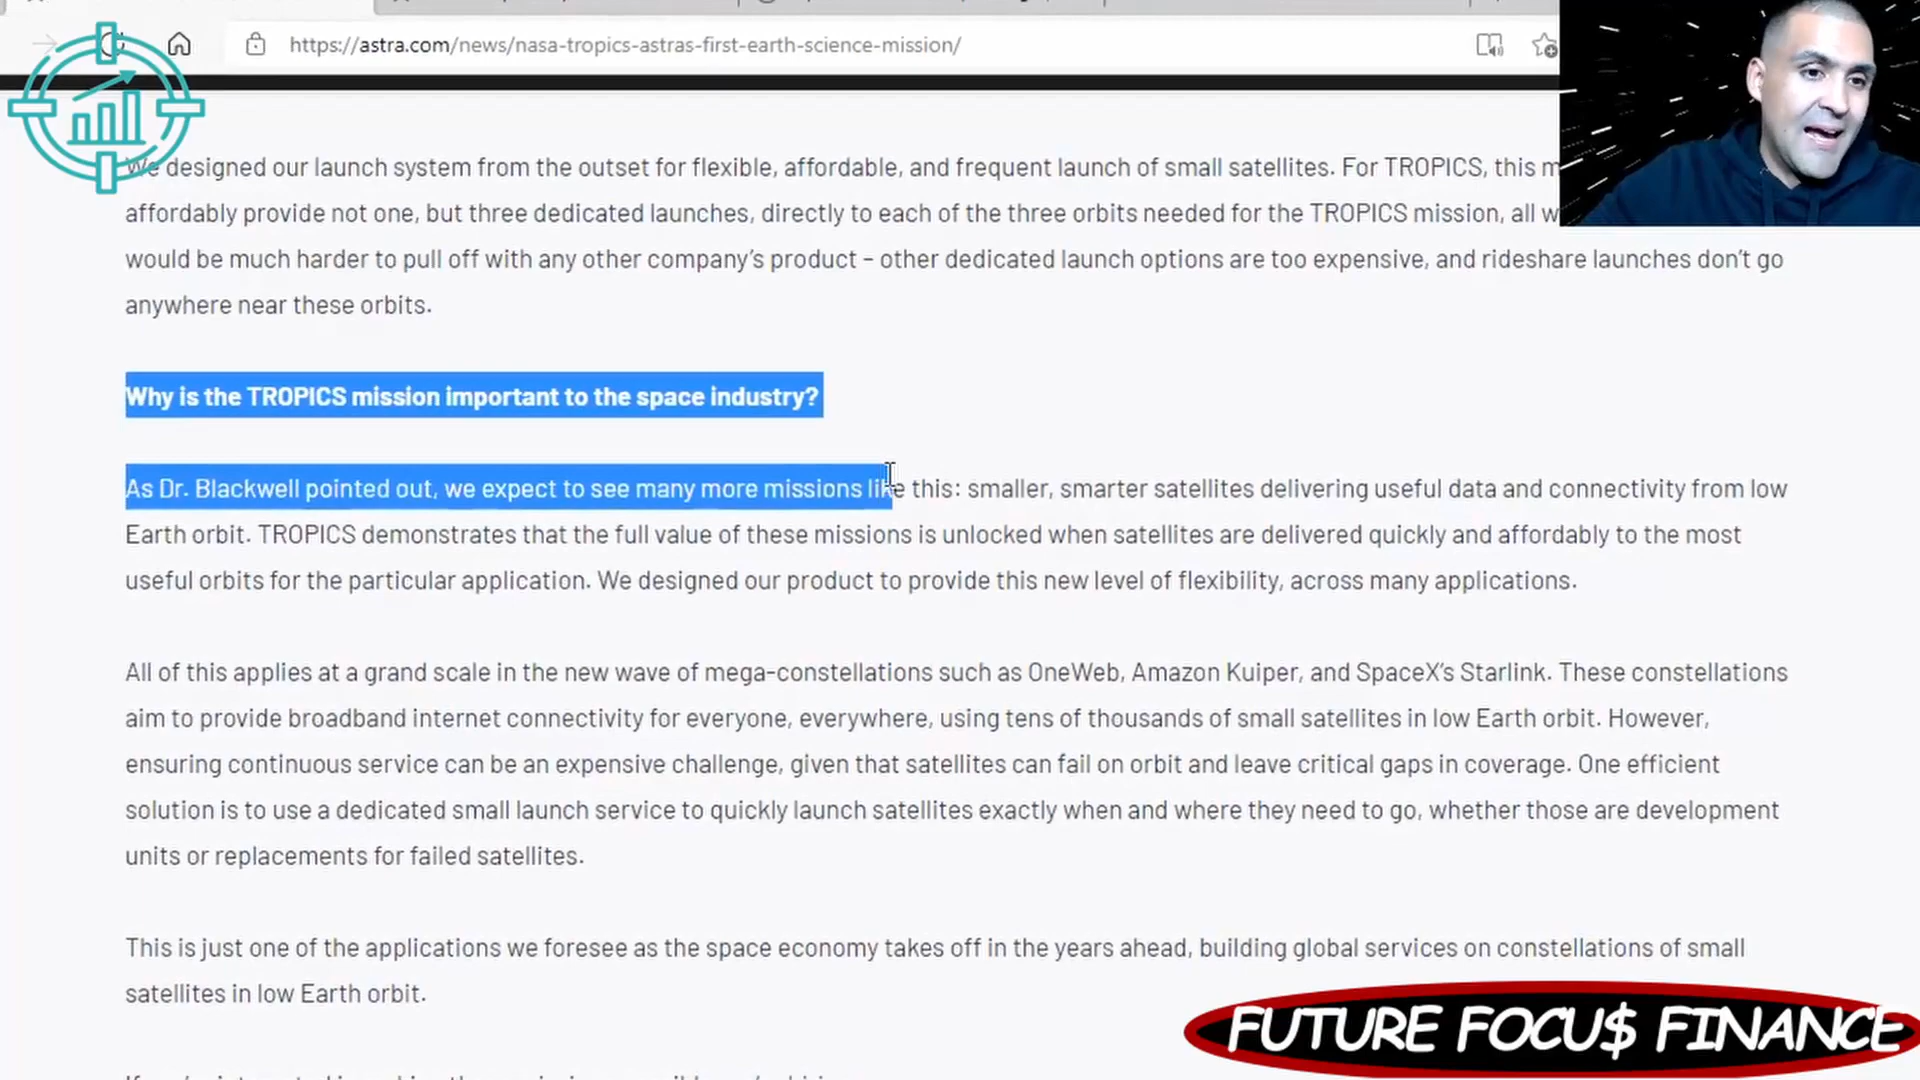 https://astra.com/news/nasa-tropics-astras-first-earth-science-mission/
We designed our launch system from the outset for flexible, affordable, and frequent launch of small satellites. For TROPICS, this
affordably provide not one, but three dedicated launches, directly to each of the three orbits needed for the TROPICS mission, all
would be much harder to pull off with any other company's product – other dedicated launch options are too expensive, and rideshare launches don't go
anywhere near these orbits.
Why is the TROPICS mission important to the space industry?
As Dr. Blackwell pointed out, we expect to see many more missions like this: smaller, smarter satellites delivering useful data and connectivity from low
Earth orbit. TROPICS demonstrates that the full value of these missions is unlocked when satellites are delivered quickly and affordably to the most
useful orbits for the particular application. We designed our product to provide this new level of flexibility, across many applications.
All of this applies at a grand scale in the new wave of mega-constellations such as OneWeb, Amazon Kuiper, and SpaceX's Starlink. These constellations
aim to provide broadband internet connectivity for everyone, everywhere, using tens of thousands of small satellites in low Earth orbit. However,
ensuring continuous service can be an expensive challenge, given that satellites can fail on orbit and leave critical gaps in coverage. One efficient
solution is to use a dedicated small launch service to quickly launch satellites exactly when and where they need to go, whether those are development
units or replacements for failed satellites.
This is just one of the applications we foresee as the space economy takes off in the years ahead, building global services on constellations of small
satellites in low Earth orbit.
FUTURE FOCU$ FINANCE